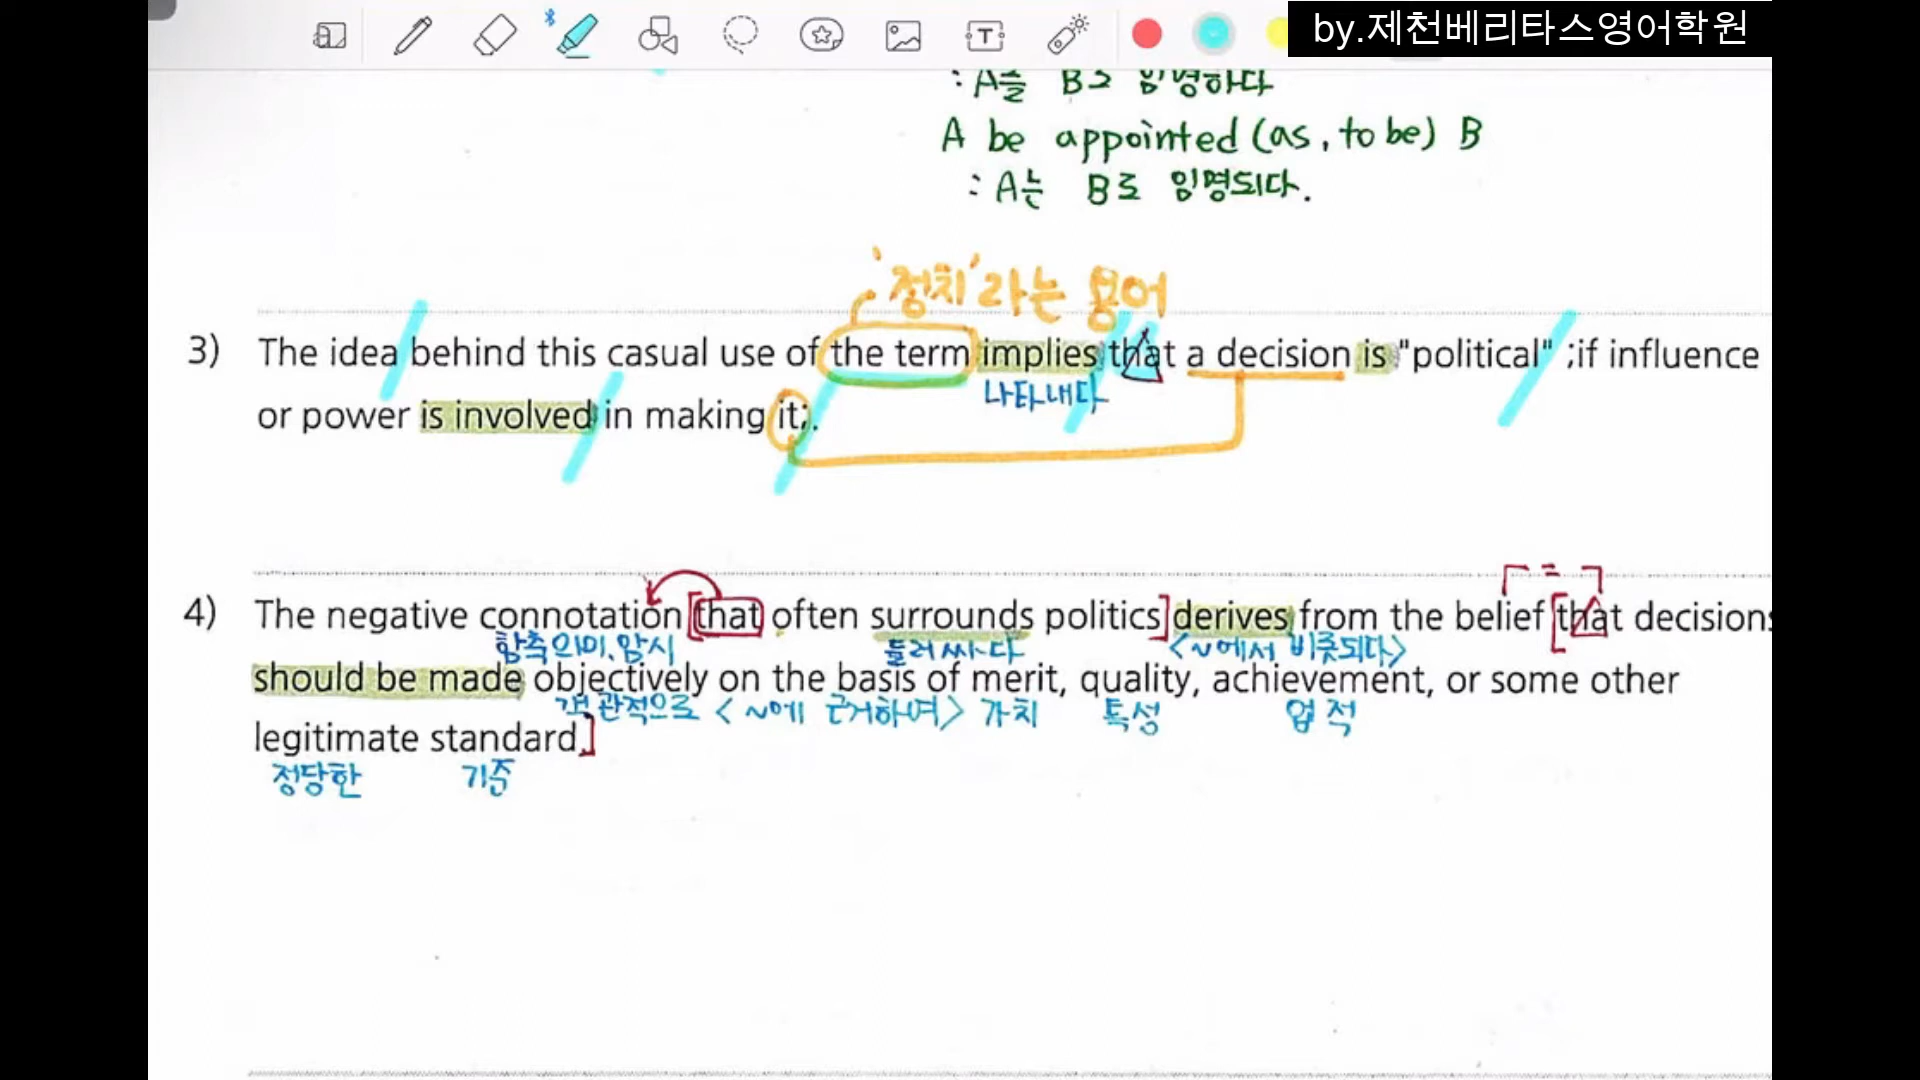 by.제천베리타스영어학원
: A를 B로 임명하다
A be appointed (as, to be) B
: A는 B로 임명되다.
'정치'라는 용어
3) The idea behind this casual use of the term implies that a decision is "political" ;if influence
나타내다
or power is involved in making it;.
4) The negative connotation [that often surrounds politics] derives from the belief [that decisions
함축의미, 암시 둘러싸다 <~에서 비롯되다>
should be made objectively on the basis of merit, quality, achievement, or some other
객관적으로 <~에 근거하여> 가치 특성 업적
legitimate standard.]
정당한 기준